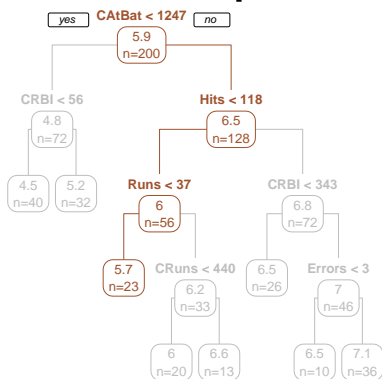 CAtBat < 1247
yes no
5.9
n=200
CRBI < 56 Hits < 118
4.8 6.5
n=72 n=128
Runs < 37 CRBI < 343
4.5 5.2 6 6.8
n=40 n=32 n=56 n=72
CRuns < 440 Errors < 3
5.7 6.2 6.5 7
n=23 n=33 n=26 n=46
6 6.6 6.5 7.1
n=20 n=13 n=10 n=36